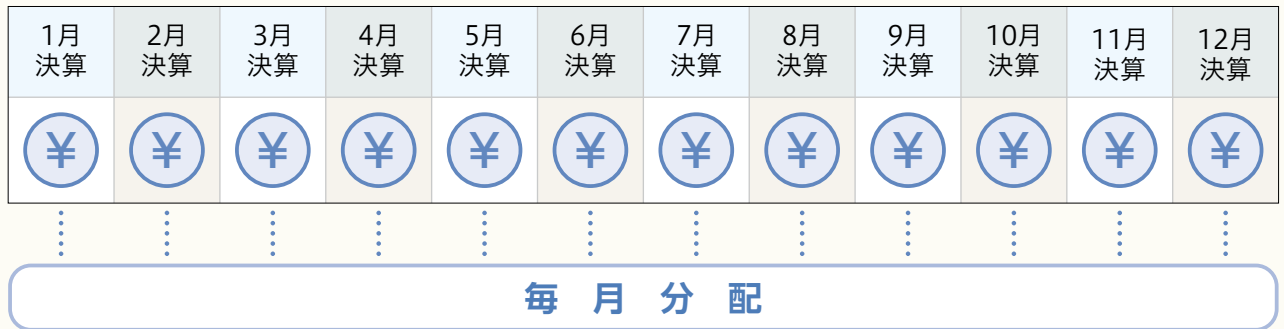 1月 2月 3月 4月 5月 6月 7月 8月 9月 10月 11月 12月
決算 決算 決算 決算 決算 決算 決算 決算 決算 決算 決算 決算
¥ ¥ ¥ ¥ ¥ ¥ ¥ ¥ ¥ ¥ ¥ ¥
毎月分配